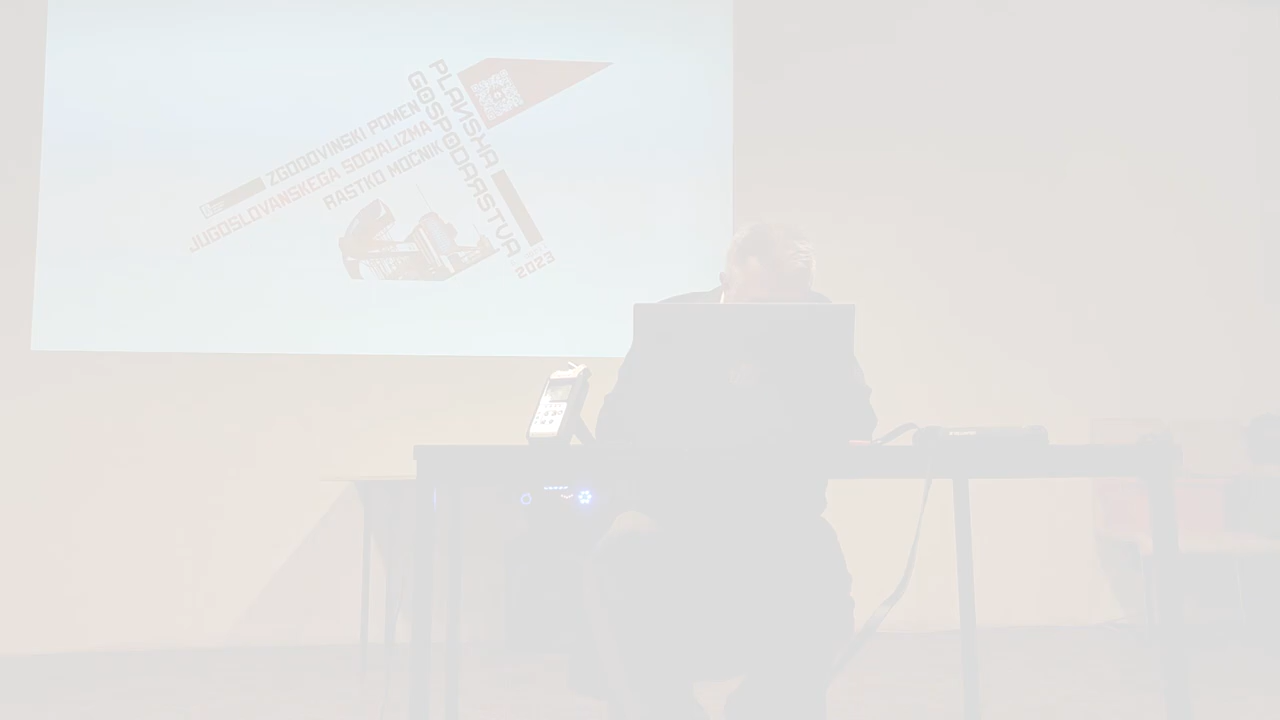 PLANSKA
GOSPODARSTVA
ZGODOVINSKI POMEN
JUGOSLOVANSKEGA SOCIALIZMA
RASTKO MOČNIK
2023